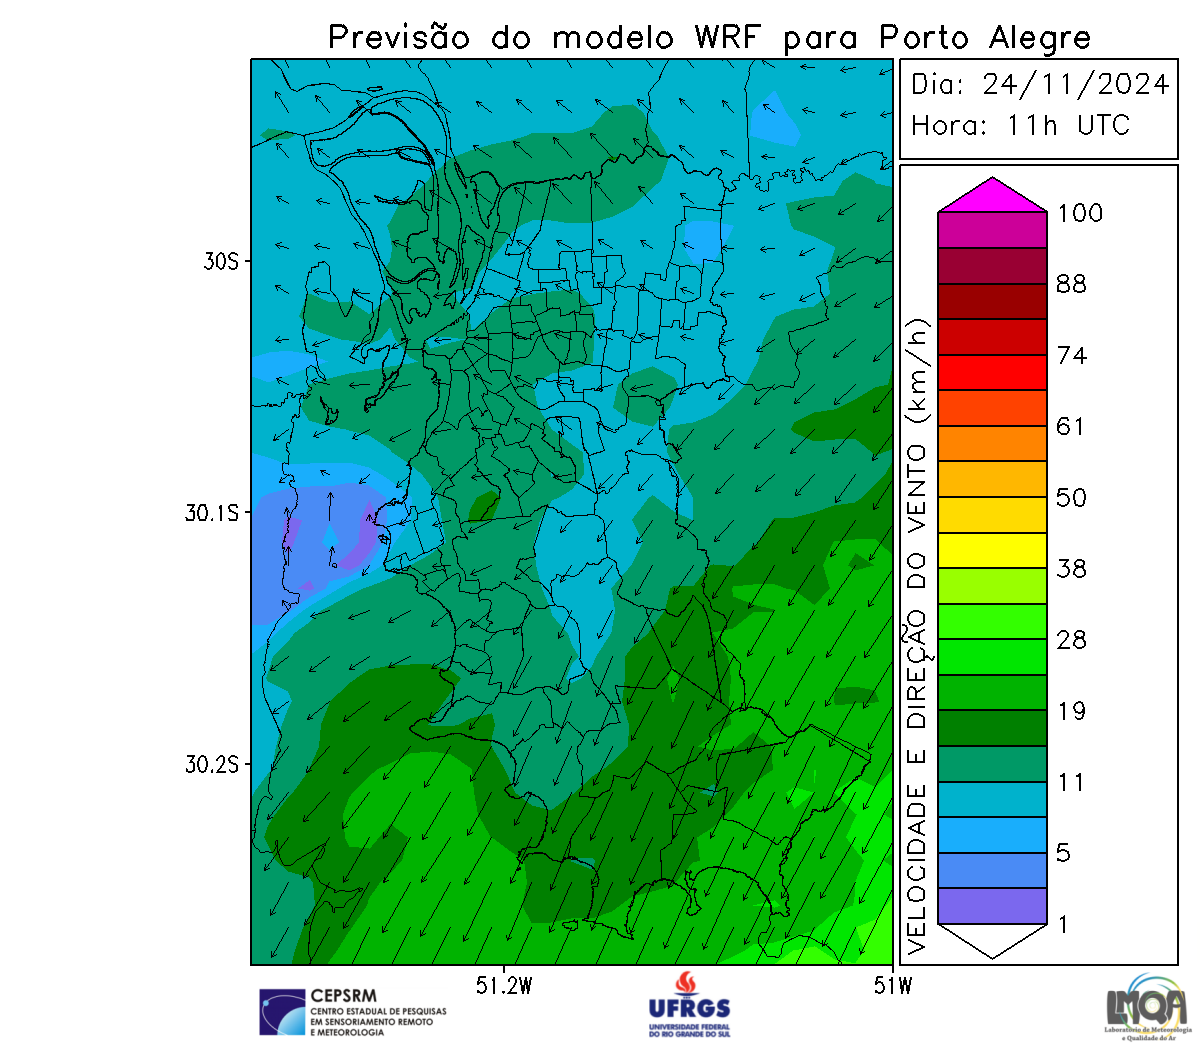 Previsão do modelo WRF para Porto Alegre
Dia: 24/11/2024
Hora: 11h UTC
30S
30.1S
30.2S
51.2W
51W
VELOCIDADE E DIREÇÃO DO VENTO (km/h)
100
88
74
61
50
38
28
19
11
5
1
CEPSRM
CENTRO ESTADUAL DE PESQUISAS
EM SENSORIAMENTO REMOTO
E METEOROLOGIA
UFRGS
UNIVERSIDADE FEDERAL
DO RIO GRANDE DO SUL
LMQA
Laboratório de Meteorologia
e Qualidade do Ar